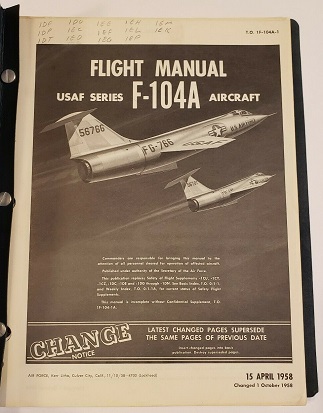 T.O. 1F-104A-1
FLIGHT MANUAL
USAF SERIES F-104A AIRCRAFT
56766
FG-766
U.S. AIR FORCE
USAF
Commanders are responsible for bringing this manual to the
attention of all personnel cleared for operation of affected aircraft.
Published under authority of the Secretary of the Air Force.
This publication replaces Safety of Flight Supplements
and Weekly Index, T.O. 0-1-1A, for current status of Safety Flight
Supplements.
This manual is incomplete without Confidential Supplement, T.O.
1F-104A-1A.
CHANGE
NOTICE
LATEST CHANGED PAGES SUPERSEDE
THE SAME PAGES OF PREVIOUS DATE
Insert changed pages into basic
publication. Destroy superseded pages.
15 APRIL 1958
Changed 1 October 1958